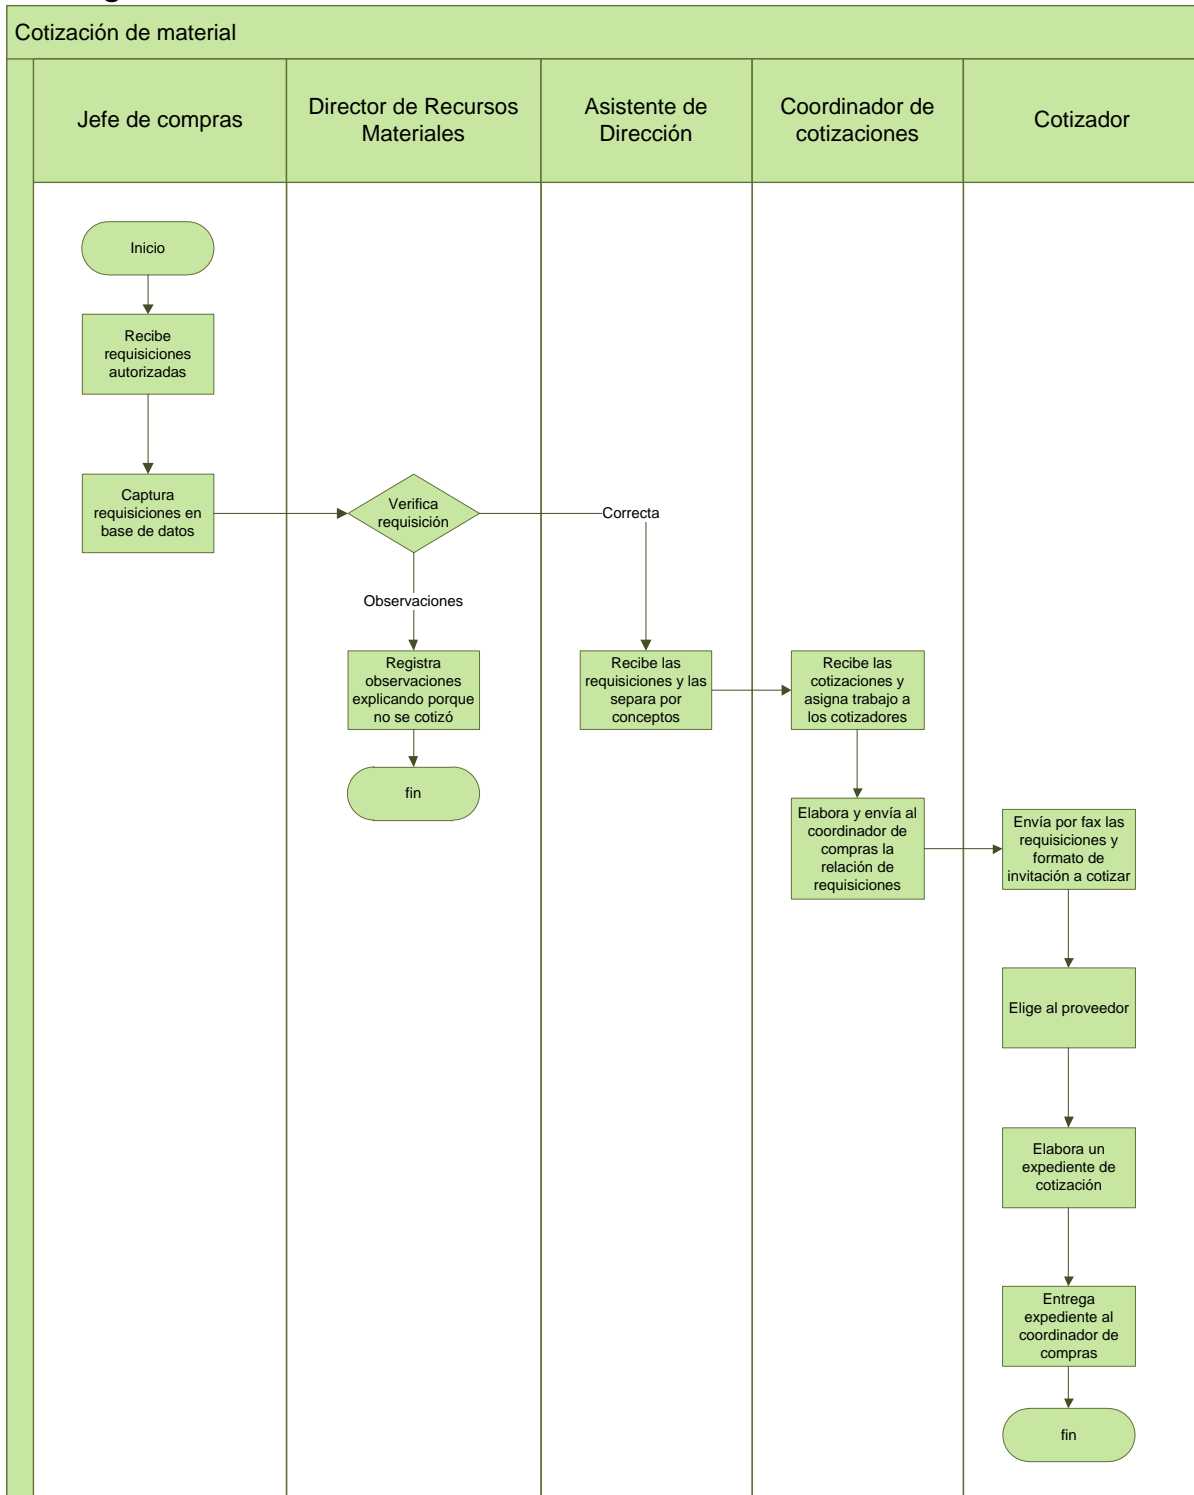 Cotización de material
Jefe de compras
Director de Recursos
Materiales
Asistente de
Dirección
Coordinador de
cotizaciones
Cotizador
Inicio
Recibe
requisiciones
autorizadas
Captura
requisiciones en
base de datos
Verifica
requisición
Correcta
Observaciones
Registra
observaciones
explicando porque
no se cotizó
fin
Recibe las
requisiciones y las
separa por
conceptos
Recibe las
cotizaciones y
asigna trabajo a
los cotizadores
Elabora y envía al
coordinador de
compras la
relación de
requisiciones
Envía por fax las
requisiciones y
formato de
invitación a cotizar
Elige al proveedor
Elabora un
expediente de
cotización
Entrega
expediente al
coordinador de
compras
fin